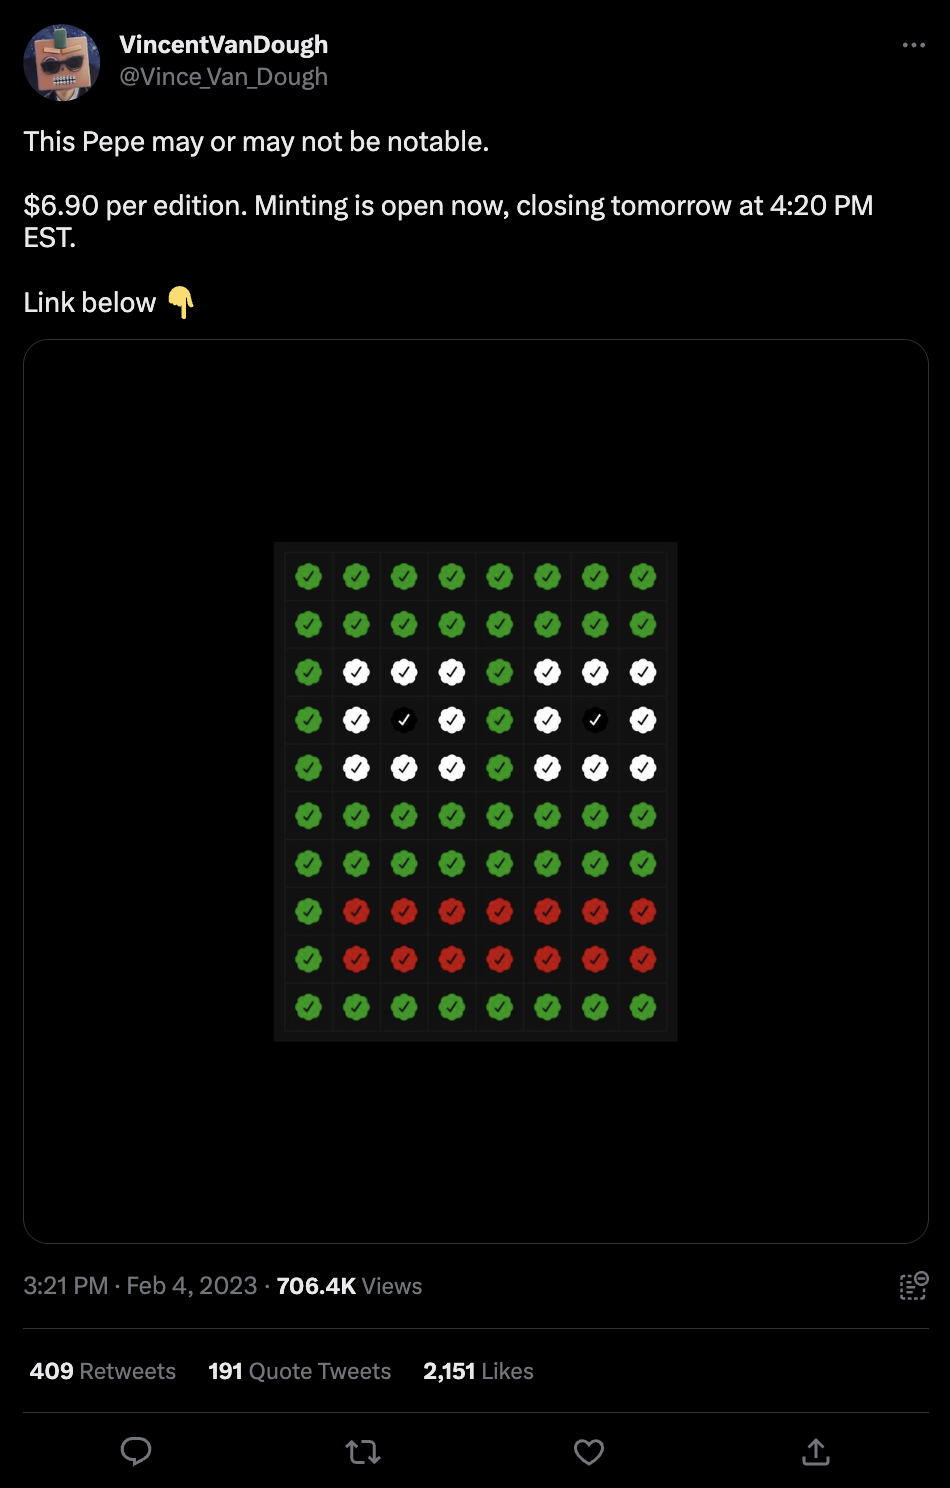 VincentVanDough
@Vince_Van_Dough
This Pepe may or may not be notable.
$6.90 per edition. Minting is open now, closing tomorrow at 4:20 PM
EST.
Link below 👇
3:21 PM · Feb 4, 2023 · 706.4K Views
409 Retweets 191 Quote Tweets 2,151 Likes